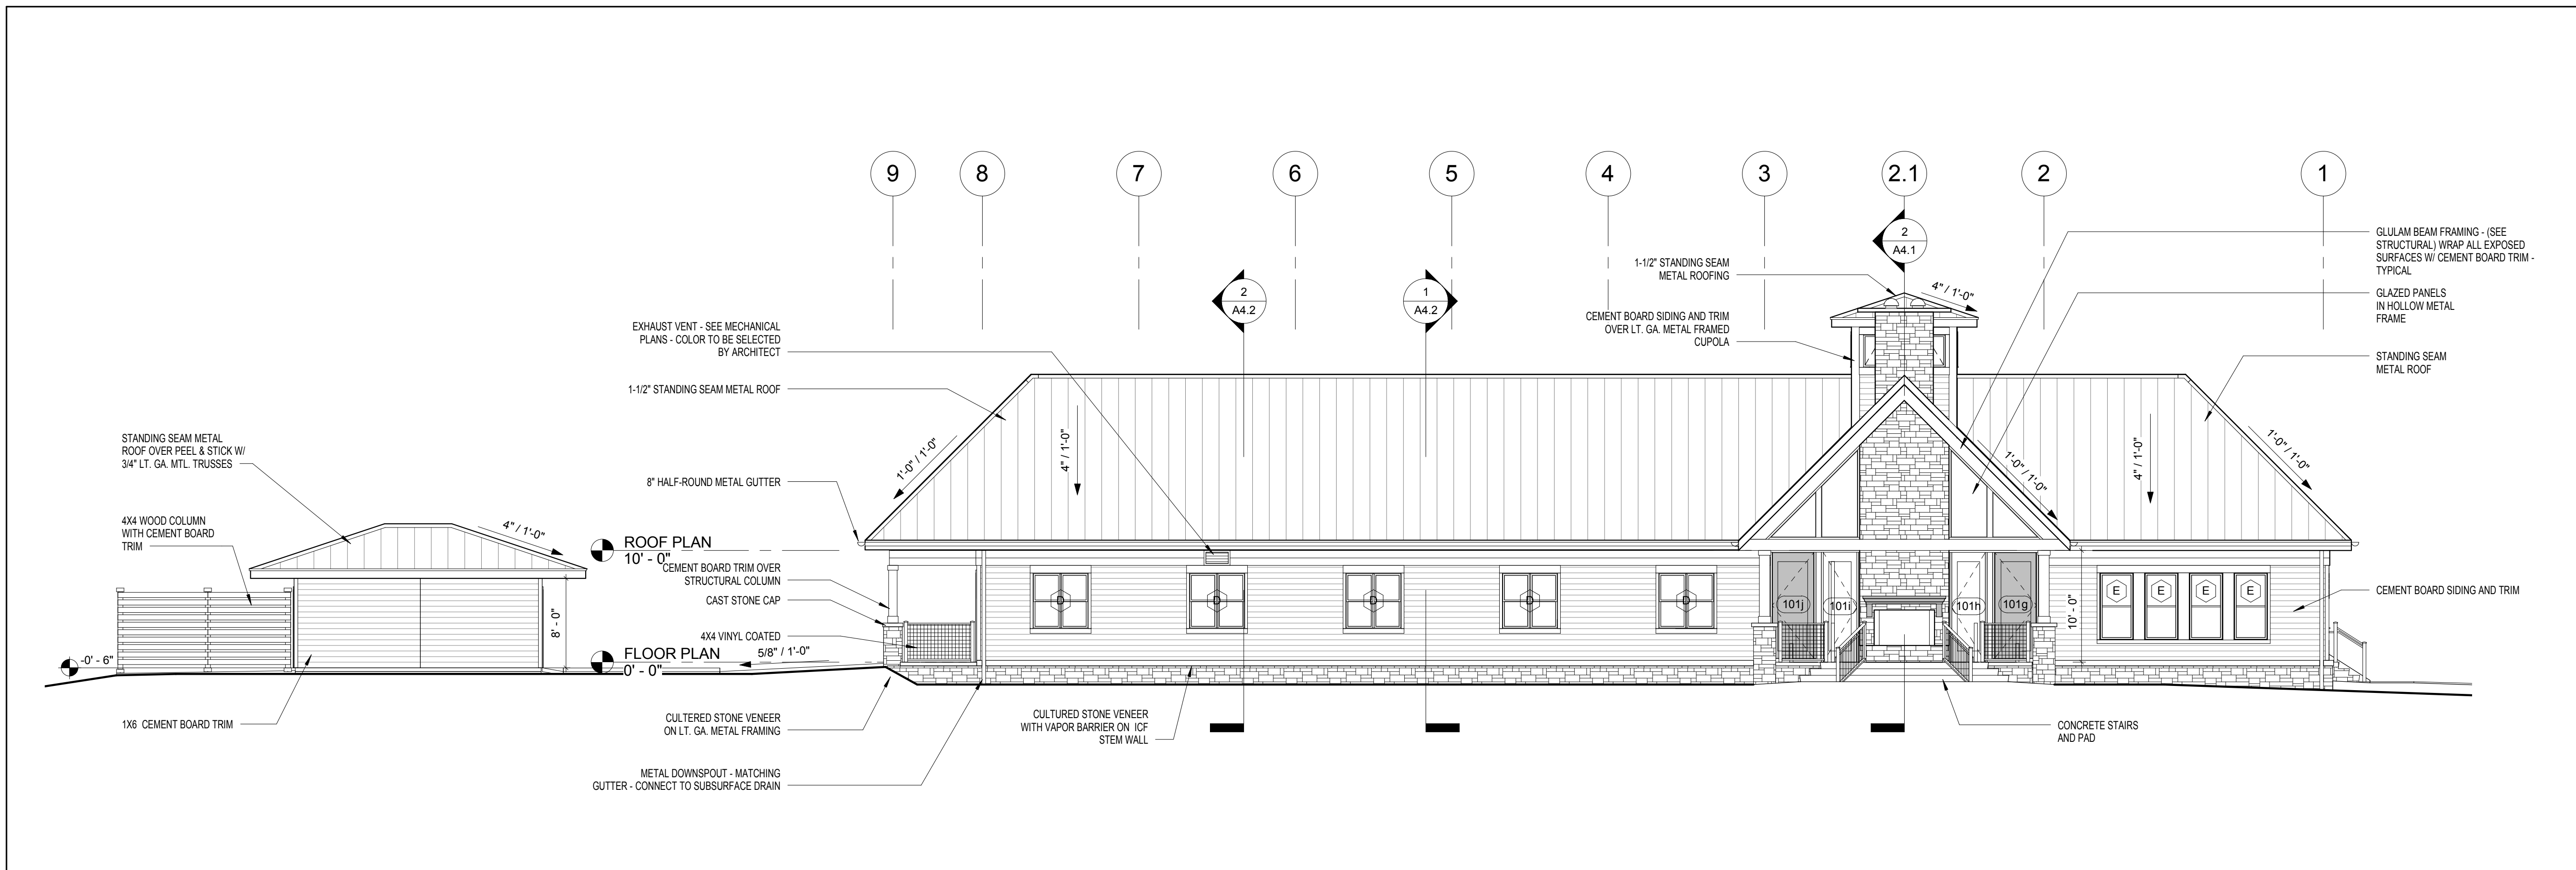 9
8
7
6
5
4
3
2.1
2
1
2
A4.1
2
A4.2
1
A4.2
1-1/2" STANDING SEAM
METAL ROOFING
4" / 1'-0"
CEMENT BOARD SIDING AND TRIM
OVER LT. GA. METAL FRAMED
CUPOLA
GLULAM BEAM FRAMING - (SEE
STRUCTURAL) WRAP ALL EXPOSED
SURFACES W/ CEMENT BOARD TRIM -
TYPICAL
GLAZED PANELS
IN HOLLOW METAL
FRAME
STANDING SEAM
METAL ROOF
EXHAUST VENT - SEE MECHANICAL
PLANS - COLOR TO BE SELECTED
BY ARCHITECT
1-1/2" STANDING SEAM METAL ROOF
1'-0" / 1'-0"
4" / 1'-0"
1'-0" / 1'-0"
4" / 1'-0"
1'-0" / 1'-0"
STANDING SEAM METAL
ROOF OVER PEEL & STICK W/
3/4" LT. GA. MTL. TRUSSES
8" HALF-ROUND METAL GUTTER
4X4 WOOD COLUMN
WITH CEMENT BOARD
TRIM
4" / 1'-0"
ROOF PLAN
10' - 0"
CEMENT BOARD TRIM OVER
STRUCTURAL COLUMN
CAST STONE CAP
4X4 VINYL COATED
8' - 0"
FLOOR PLAN
0' - 0"
5/8" / 1'-0"
-0' - 6"
D
D
D
D
D
101j
101i
101h
101g
10' - 0"
E
E
E
E
CEMENT BOARD SIDING AND TRIM
1X6 CEMENT BOARD TRIM
CULTERED STONE VENEER
ON LT. GA. METAL FRAMING
CULTURED STONE VENEER
WITH VAPOR BARRIER ON ICF
STEM WALL
CONCRETE STAIRS
AND PAD
METAL DOWNSPOUT - MATCHING
GUTTER - CONNECT TO SUBSURFACE DRAIN